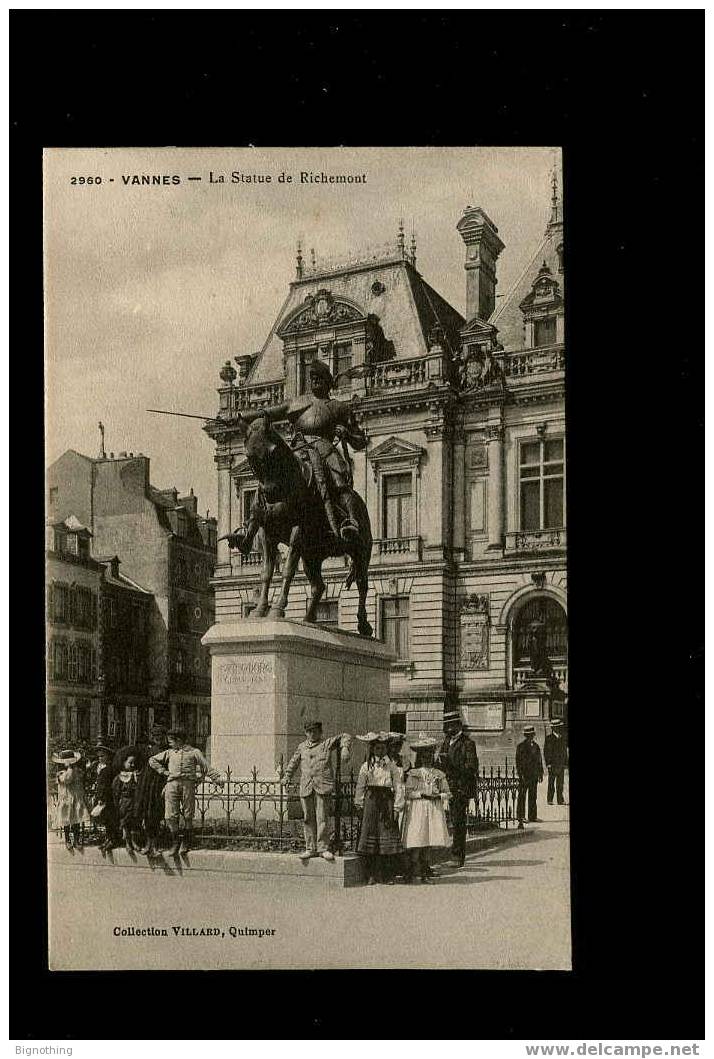 2960 - VANNES — La Statue de Richemont
Collection VILLARD, Quimper
Bignothing
www.delcampe.net